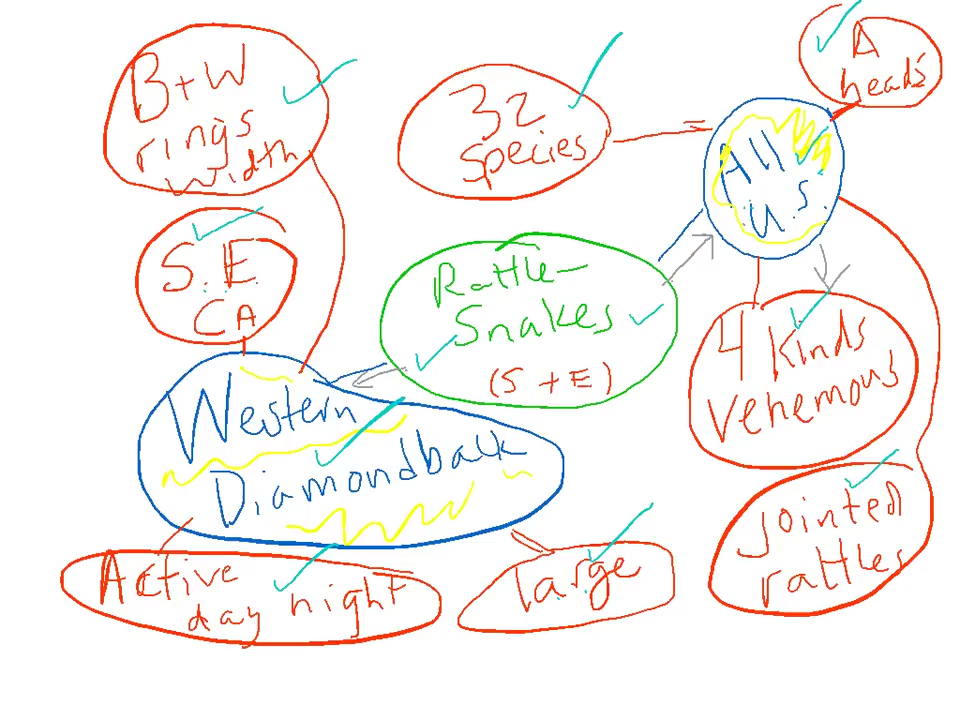 B+W
rings
width
32
species
Δ
heads
All
U.S.
S.E.
CA
Rattle-
Snakes
(S + E)
4 Kinds
Vehemous
Western
Diamondback
Jointed
rattles
Active
day night
large